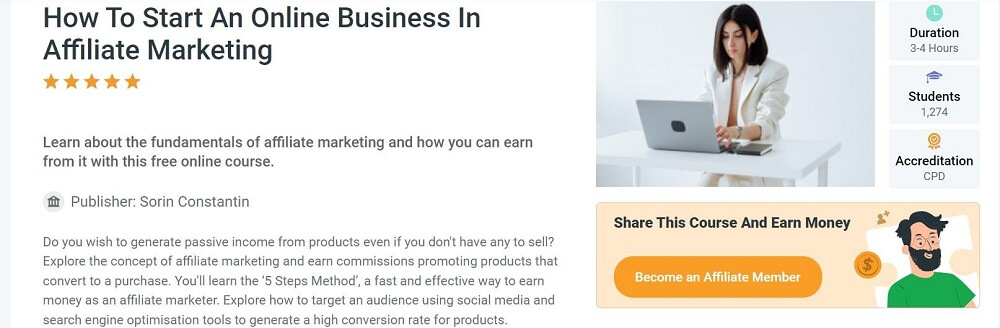 How To Start An Online Business In
Affiliate Marketing
Learn about the fundamentals of affiliate marketing and how you can earn
from it with this free online course.
Publisher: Sorin Constantin
Do you wish to generate passive income from products even if you don't have any to sell?
Explore the concept of affiliate marketing and earn commissions promoting products that
convert to a purchase. You'll learn the ‘5 Steps Method’, a fast and effective way to earn
money as an affiliate marketer. Explore how to target an audience using social media and
search engine optimisation tools to generate a high conversion rate for products.
Duration
3-4 Hours
Students
1,274
Accreditation
CPD
Share This Course And Earn Money
Become an Affiliate Member
$